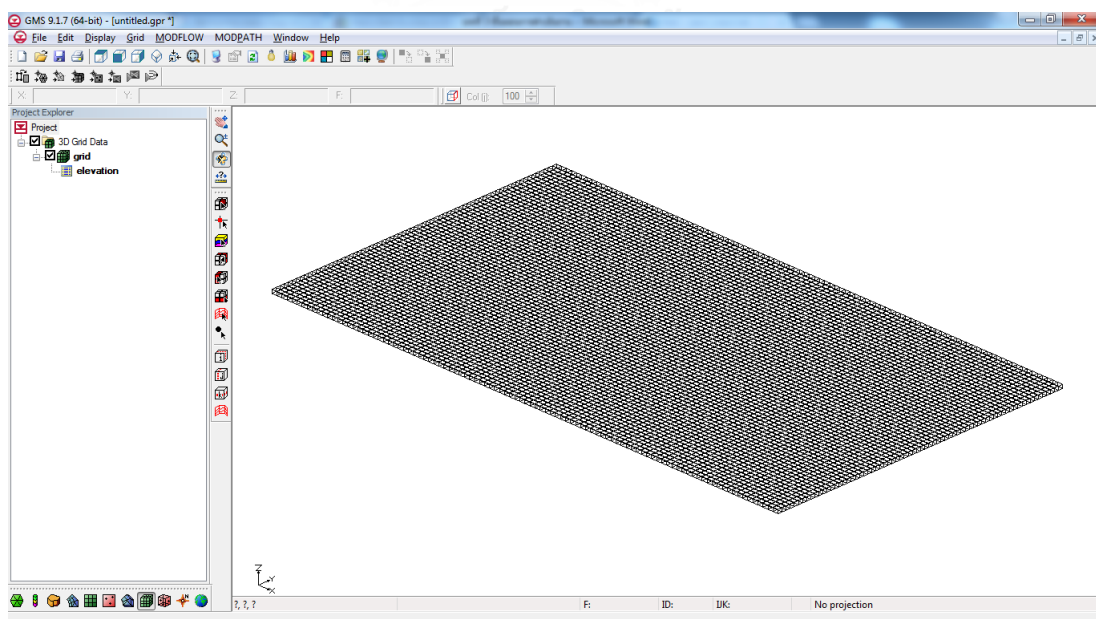 GMS 9.1.7 (64-bit) - [untitled.gpr *]
File Edit Display Grid MODFLOW MODPATH Window Help
X: Y: Z: F: Col (j): 100
Project Explorer
Project
3D Grid Data
grid
elevation
Z
Y
X
?, ?, ? F: ID: IJK: No projection